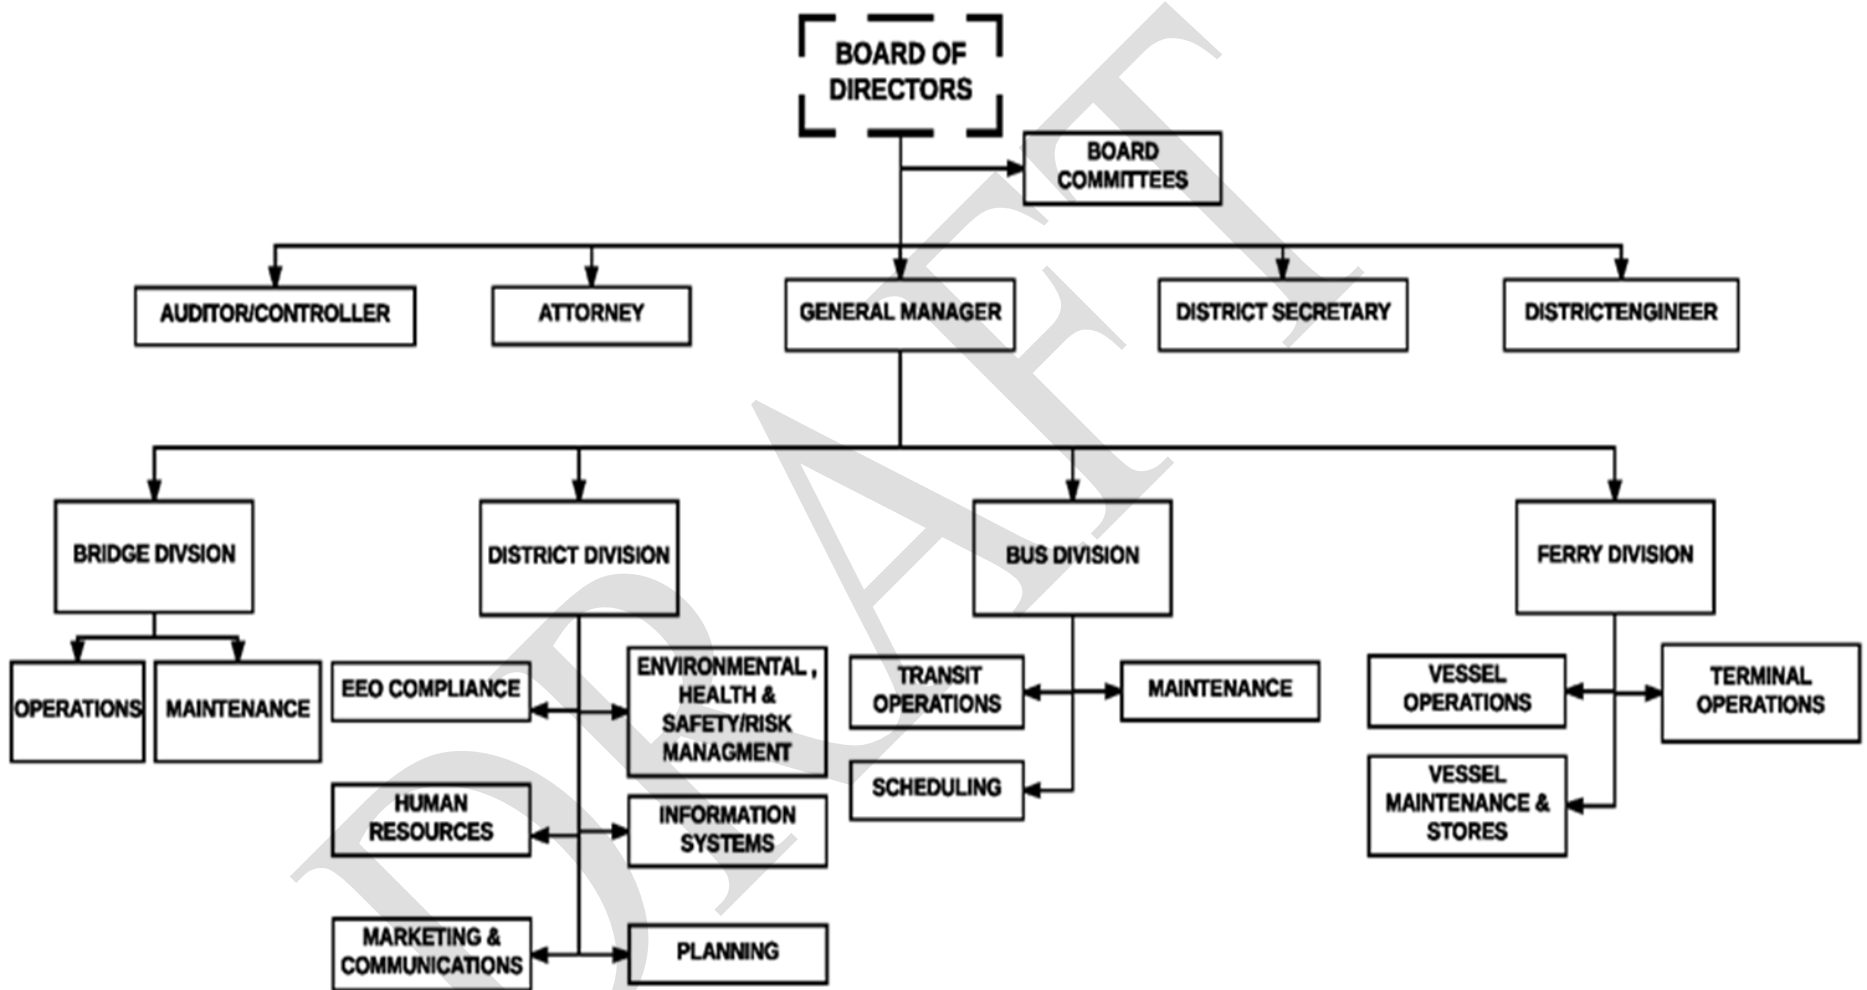 BOARD OF
DIRECTORS
BOARD
COMMITTEES
AUDITOR/CONTROLLER
ATTORNEY
GENERAL MANAGER
DISTRICT SECRETARY
DISTRICTENGINEER
BRIDGE DIVSION
DISTRICT DIVISION
BUS DIVISION
FERRY DIVISION
OPERATIONS
MAINTENANCE
EEO COMPLIANCE
ENVIRONMENTAL ,
HEALTH &
SAFETY/RISK
MANAGMENT
HUMAN
RESOURCES
INFORMATION
SYSTEMS
MARKETING &
COMMUNICATIONS
PLANNING
TRANSIT
OPERATIONS
MAINTENANCE
SCHEDULING
VESSEL
OPERATIONS
TERMINAL
OPERATIONS
VESSEL
MAINTENANCE &
STORES
DRAFT